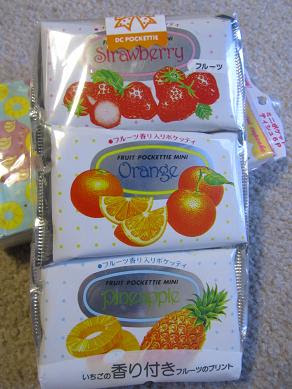 DC POCKETTIE
Strawberry
フルーツ
●フルーツ香り入りポケッティ
FRUIT POCKETTIE MINI
Orange
●フルーツ香り入りポケッティ
FRUIT POCKETTIE MINI
Pineapple
いちごの香り付きフルーツのプリント